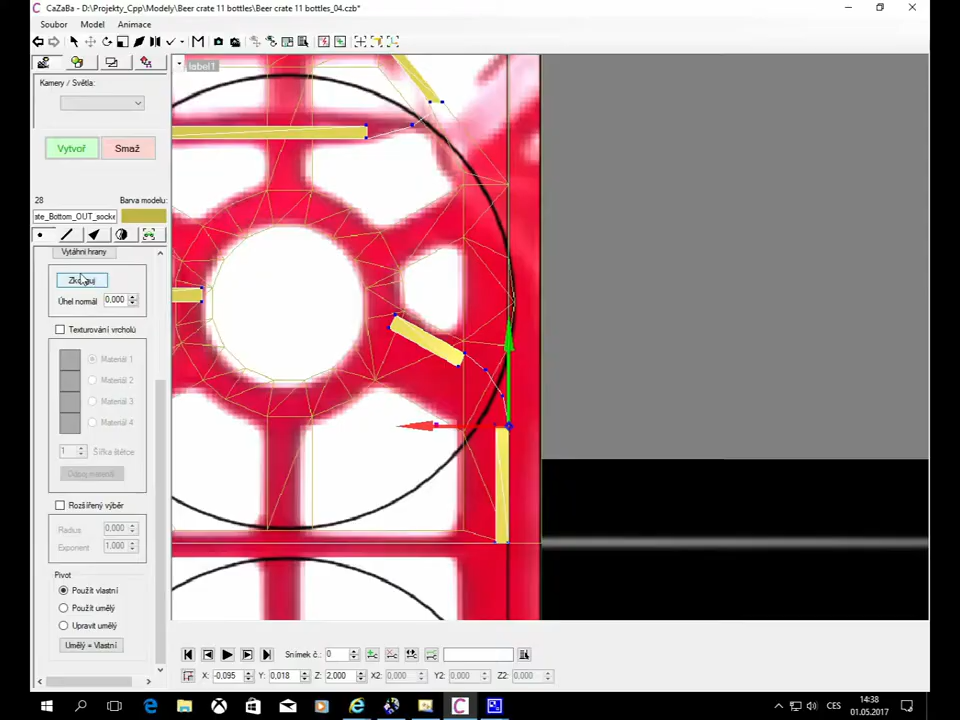 CaZaBa - D:\Projekty_Cpp\Modely\Beer crate 11 bottles\Beer crate 11 bottles_04.czb*
Soubor Model Animace
label1
Kamery / Světla:
Vytvoř Smaž
28 Barva modelu:
ate_Bottom_OUT_socke
Vytáhni hrany
Úhel normál 0,000
Texturování vrcholů
Materiál 1
Materiál 2
Materiál 3
Materiál 4
1 Šířka štětce
Odpoj materiál
Rozšířený výběr
Radius 0,000
Exponent 1,000
Pivot
Použít vlastní
Použít umělý
Upravit umělý
Umělý = Vlastní
Snímek č.: 0
X: -0.095 Y: 0,018 Z: 2,000 X2: 0,000 Y2: 0,000 Z2: 0,000
CES 14:38
01.05.2017